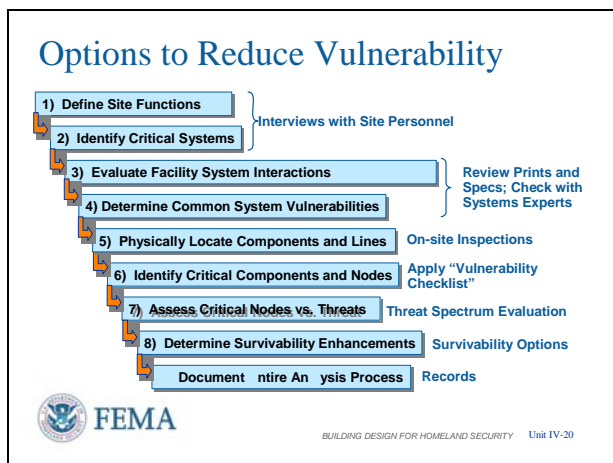 Options to Reduce Vulnerability
1) Define Site Functions
Interviews with Site Personnel
2) Identify Critical Systems
3) Evaluate Facility System Interactions
Review Prints and
Specs; Check with
Systems Experts
4) Determine Common System Vulnerabilities
5) Physically Locate Components and Lines
On-site Inspections
6) Identify Critical Components and Nodes
Apply “Vulnerability
Checklist”
7) Assess Critical Nodes vs. Threats
Threat Spectrum Evaluation
8) Determine Survivability Enhancements
Survivability Options
Document ntire An ysis Process
Records
FEMA
BUILDING DESIGN FOR HOMELAND SECURITY
Unit IV-20